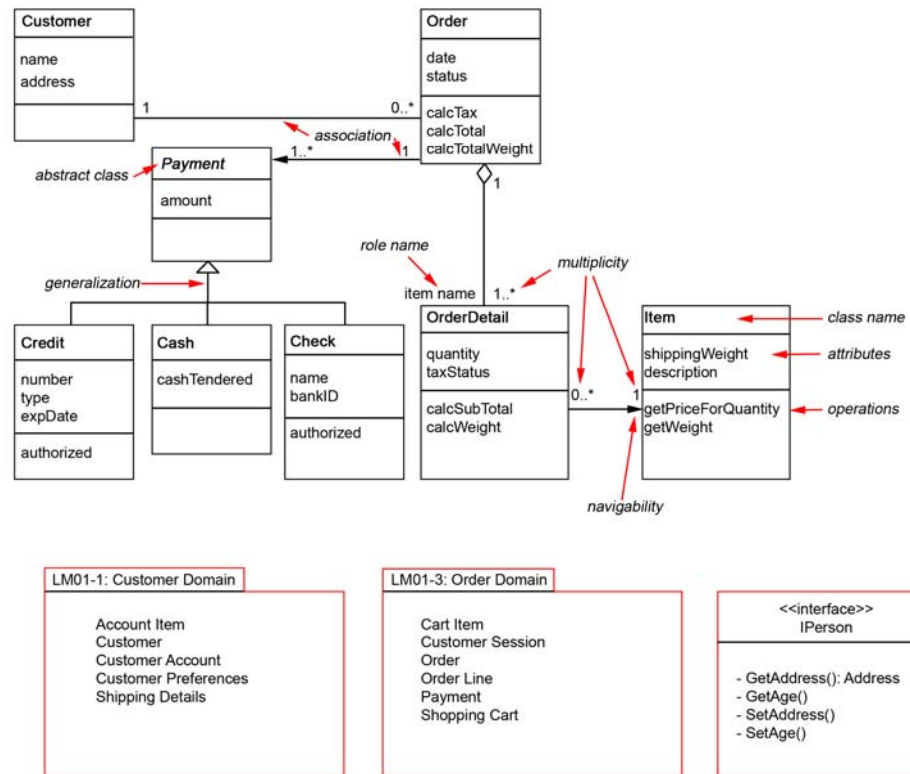 Customer
name
address
Order
date
status
calcTax
calcTotal
calcTotalWeight
1
0..*
association
1..*
1
abstract class
Payment
amount
1
role name
multiplicity
generalization
item name
1..*
Credit
number
type
expDate
authorized
Cash
cashTendered
Check
name
bankID
authorized
OrderDetail
quantity
taxStatus
calcSubTotal
calcWeight
0..*
1
Item
shippingWeight
description
getPriceForQuantity
getWeight
class name
attributes
operations
navigability
LM01-1: Customer Domain
Account Item
Customer
Customer Account
Customer Preferences
Shipping Details
LM01-3: Order Domain
Cart Item
Customer Session
Order
Order Line
Payment
Shopping Cart
<<interface>>
IPerson
- GetAddress(): Address
- GetAge()
- SetAddress()
- SetAge()